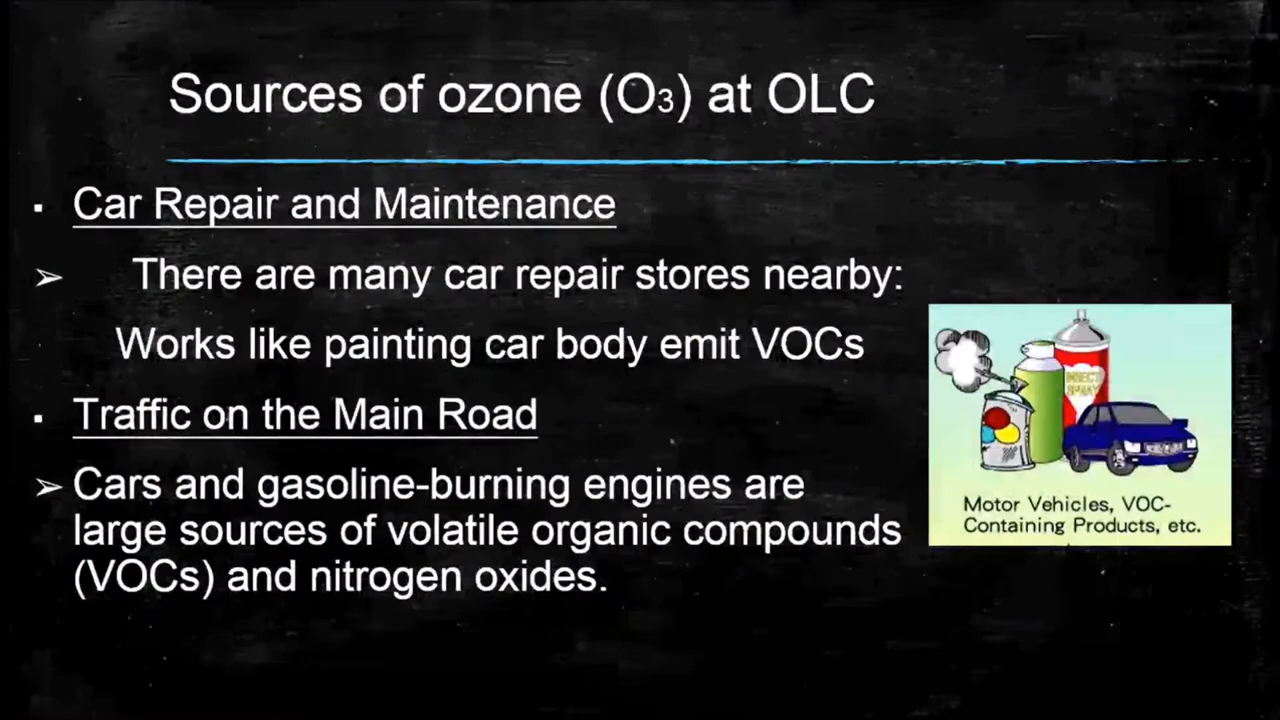 Sources of ozone (O₃) at OLC
▪ Car Repair and Maintenance
➢ There are many car repair stores nearby:
Works like painting car body emit VOCs
▪ Traffic on the Main Road
➢ Cars and gasoline-burning engines are
large sources of volatile organic compounds
(VOCs) and nitrogen oxides.
INSECT
SPRAY
Motor Vehicles, VOC-
Containing Products, etc.